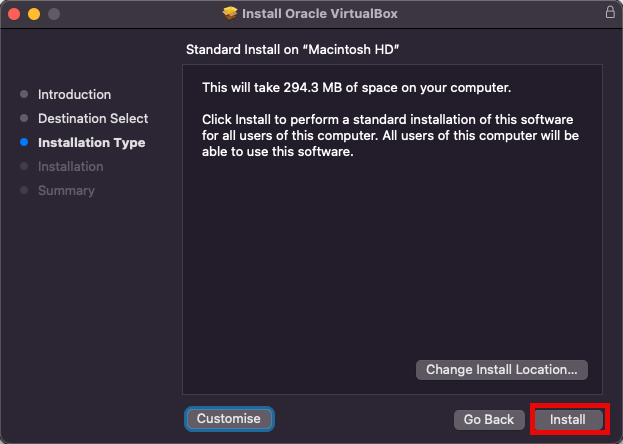 Install Oracle VirtualBox
Standard Install on “Macintosh HD”
Introduction
Destination Select
Installation Type
Installation
Summary
This will take 294.3 MB of space on your computer.
Click Install to perform a standard installation of this software
for all users of this computer. All users of this computer will be
able to use this software.
Change Install Location...
Customise
Go Back
Install